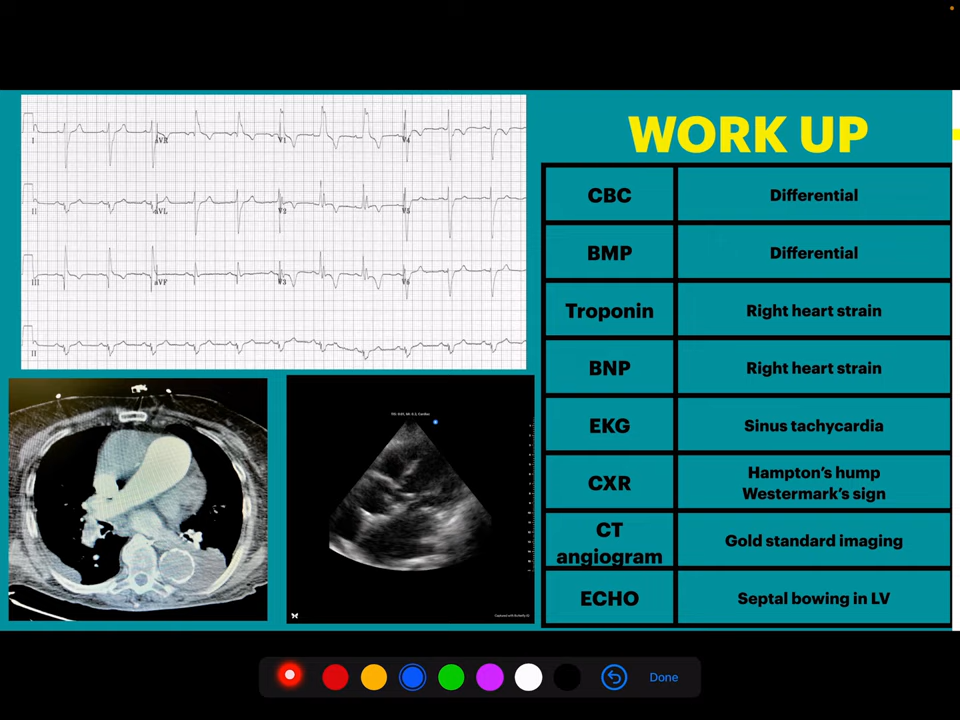 I aVR V1 V4
II aVL V2 V5
III aVF V3 V6
II
WORK UP
CBC Differential
BMP Differential
Troponin Right heart strain
BNP Right heart strain
EKG Sinus tachycardia
CXR Hampton's hump
Westermark's sign
CT
angiogram Gold standard imaging
ECHO Septal bowing in LV
Done